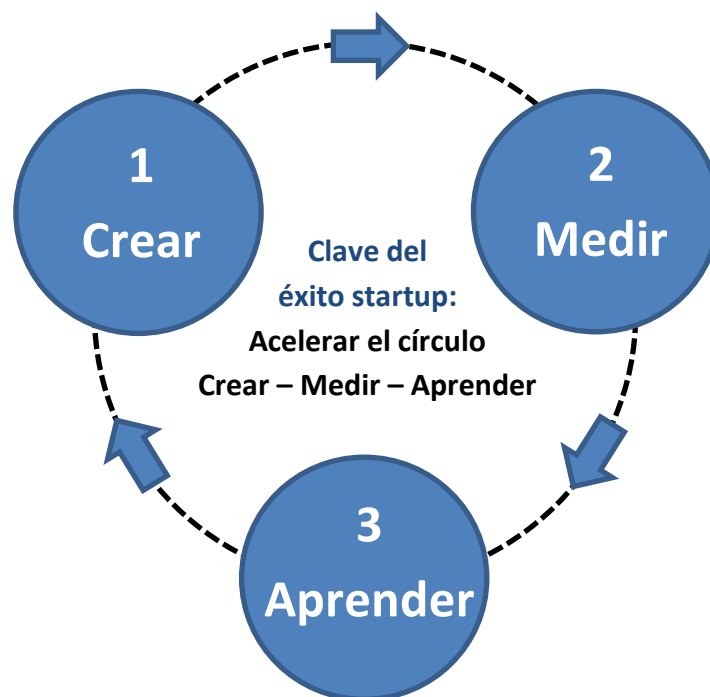 1
Crear
2
Medir
Clave del
éxito startup:
Acelerar el círculo
Crear – Medir – Aprender
3
Aprender